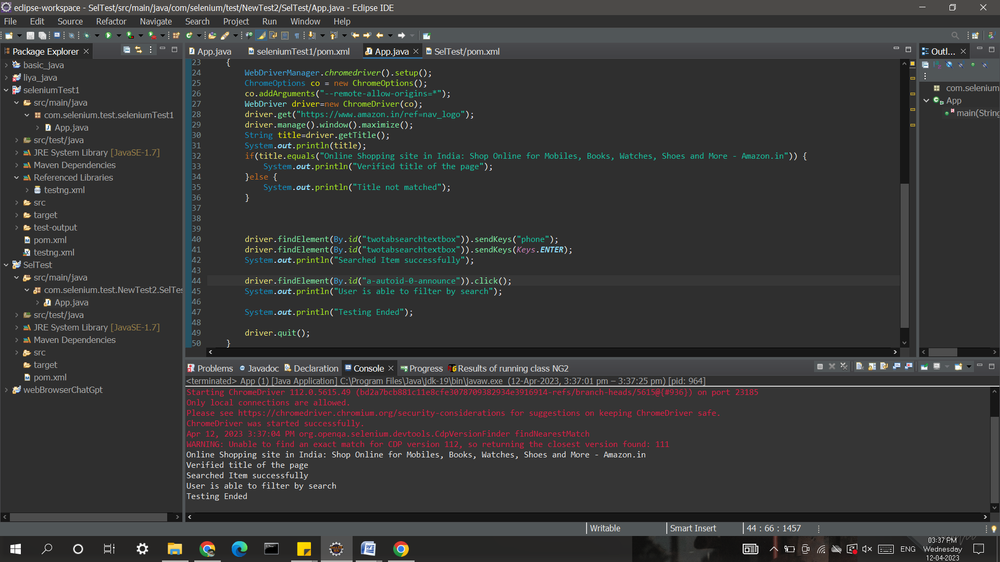 eclipse-workspace - SelTest/src/main/java/com/selenium/test/NewTest2/SelTest/App.java - Eclipse IDE
File Edit Source Refactor Navigate Search Project Run Window Help
Package Explorer
basic_java
liya_java
seleniumTest1
src/main/java
com.selenium.test.seleniumTest1
App.java
src/test/java
JRE System Library [JavaSE-1.7]
Maven Dependencies
Referenced Libraries
testng.xml
src
target
test-output
pom.xml
testng.xml
SelTest
src/main/java
com.selenium.test.NewTest2.SelTes
App.java
src/test/java
JRE System Library [JavaSE-1.7]
Maven Dependencies
src
target
pom.xml
webBrowserChatGpt
App.java seleniumTest1/pom.xml App.java SelTest/pom.xml
23 {
24 WebDriverManager.chromedriver().setup();
25 ChromeOptions co = new ChromeOptions();
26 co.addArguments("--remote-allow-origins=*");
27 WebDriver driver=new ChromeDriver(co);
28 driver.get("https://www.amazon.in/ref=nav_logo");
29 driver.manage().window().maximize();
30 String title=driver.getTitle();
31 System.out.println(title);
32 if(title.equals("Online Shopping site in India: Shop Online for Mobiles, Books, Watches, Shoes and More - Amazon.in")) {
33 System.out.println("Verified title of the page");
34 }else {
35 System.out.println("Title not matched");
36 }
37
38
39
40 driver.findElement(By.id("twotabsearchtextbox")).sendKeys("phone");
41 driver.findElement(By.id("twotabsearchtextbox")).sendKeys(Keys.ENTER);
42 System.out.println("Searched Item successfully");
43
44 driver.findElement(By.id("a-autoid-0-announce")).click();
45 System.out.println("User is able to filter by search");
46
47 System.out.println("Testing Ended");
48
49 driver.quit();
50 }
Outl...
com.selenium
App
main(String
Problems Javadoc Declaration Console Progress Results of running class NG2
<terminated> App (1) [Java Application] C:\Program Files\Java\jdk-19\bin\javaw.exe (12-Apr-2023, 3:37:01 pm – 3:37:25 pm) [pid: 964]
Starting ChromeDriver 112.0.5615.49 (bd2a7bcb881c11e8cfe3078709382934e3916914-refs/branch-heads/5615@{#936}) on port 23185
Only local connections are allowed.
Please see https://chromedriver.chromium.org/security-considerations for suggestions on keeping ChromeDriver safe.
ChromeDriver was started successfully.
Apr 12, 2023 3:37:04 PM org.openqa.selenium.devtools.CdpVersionFinder findNearestMatch
WARNING: Unable to find an exact match for CDP version 112, so returning the closest version found: 111
Online Shopping site in India: Shop Online for Mobiles, Books, Watches, Shoes and More - Amazon.in
Verified title of the page
Searched Item successfully
User is able to filter by search
Testing Ended
Writable Smart Insert 44 : 66 : 1457
ENG
03:37 PM
Wednesday
12-04-2023